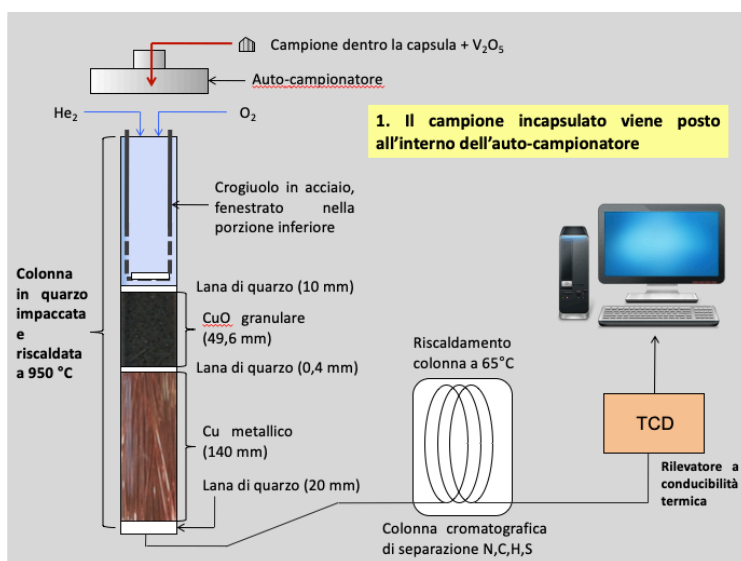 Campione dentro la capsula + V₂O₅
Auto-campionatore
He₂
O₂
1. Il campione incapsulato viene posto
all'interno dell'auto-campionatore
Crogiuolo in acciaio,
fenestrato nella
porzione inferiore
Colonna
in quarzo
impaccata
e
riscaldata
a 950 °C
Lana di quarzo (10 mm)
CuO granulare
(49,6 mm)
Lana di quarzo (0,4 mm)
Cu metallico
(140 mm)
Lana di quarzo (20 mm)
Riscaldamento
colonna a 65°C
Colonna cromatografica
di separazione N,C,H,S
TCD
Rilevatore a
conducibilità
termica